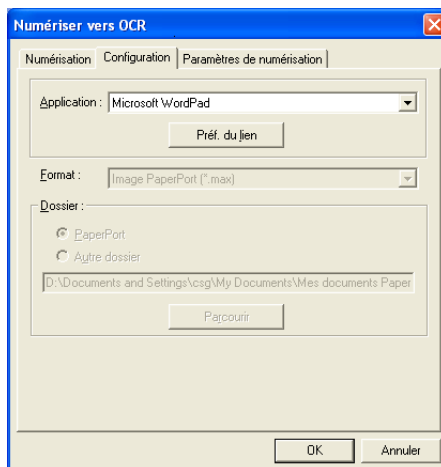 Numériser vers OCR
Numérisation Configuration Paramètres de numérisation
Application : Microsoft WordPad
Préf. du lien
Format : Image PaperPort (*.max)
Dossier :
PaperPort
Autre dossier
D:\Documents and Settings\csg\My Documents\Mes documents Paper
Parcourir
OK Annuler